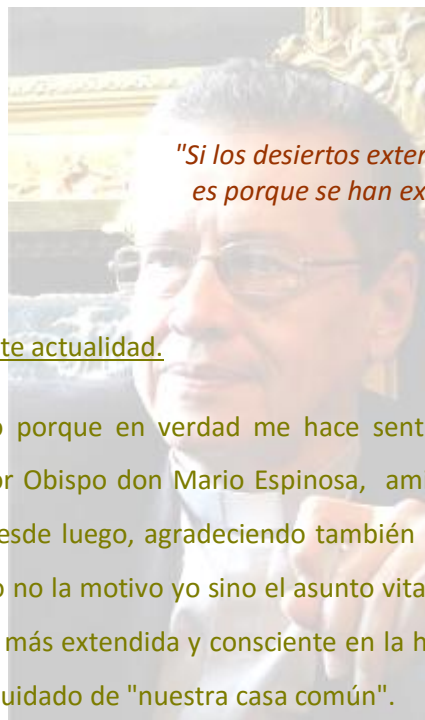 "Si los desiertos exter
es porque se han ex
te actualidad.
porque en verdad me hace sent
or Obispo don Mario Espinosa, am
esde luego, agradeciendo también
o no la motivo yo sino el asunto vita
más extendida y consciente en la h
uidado de "nuestra casa común".